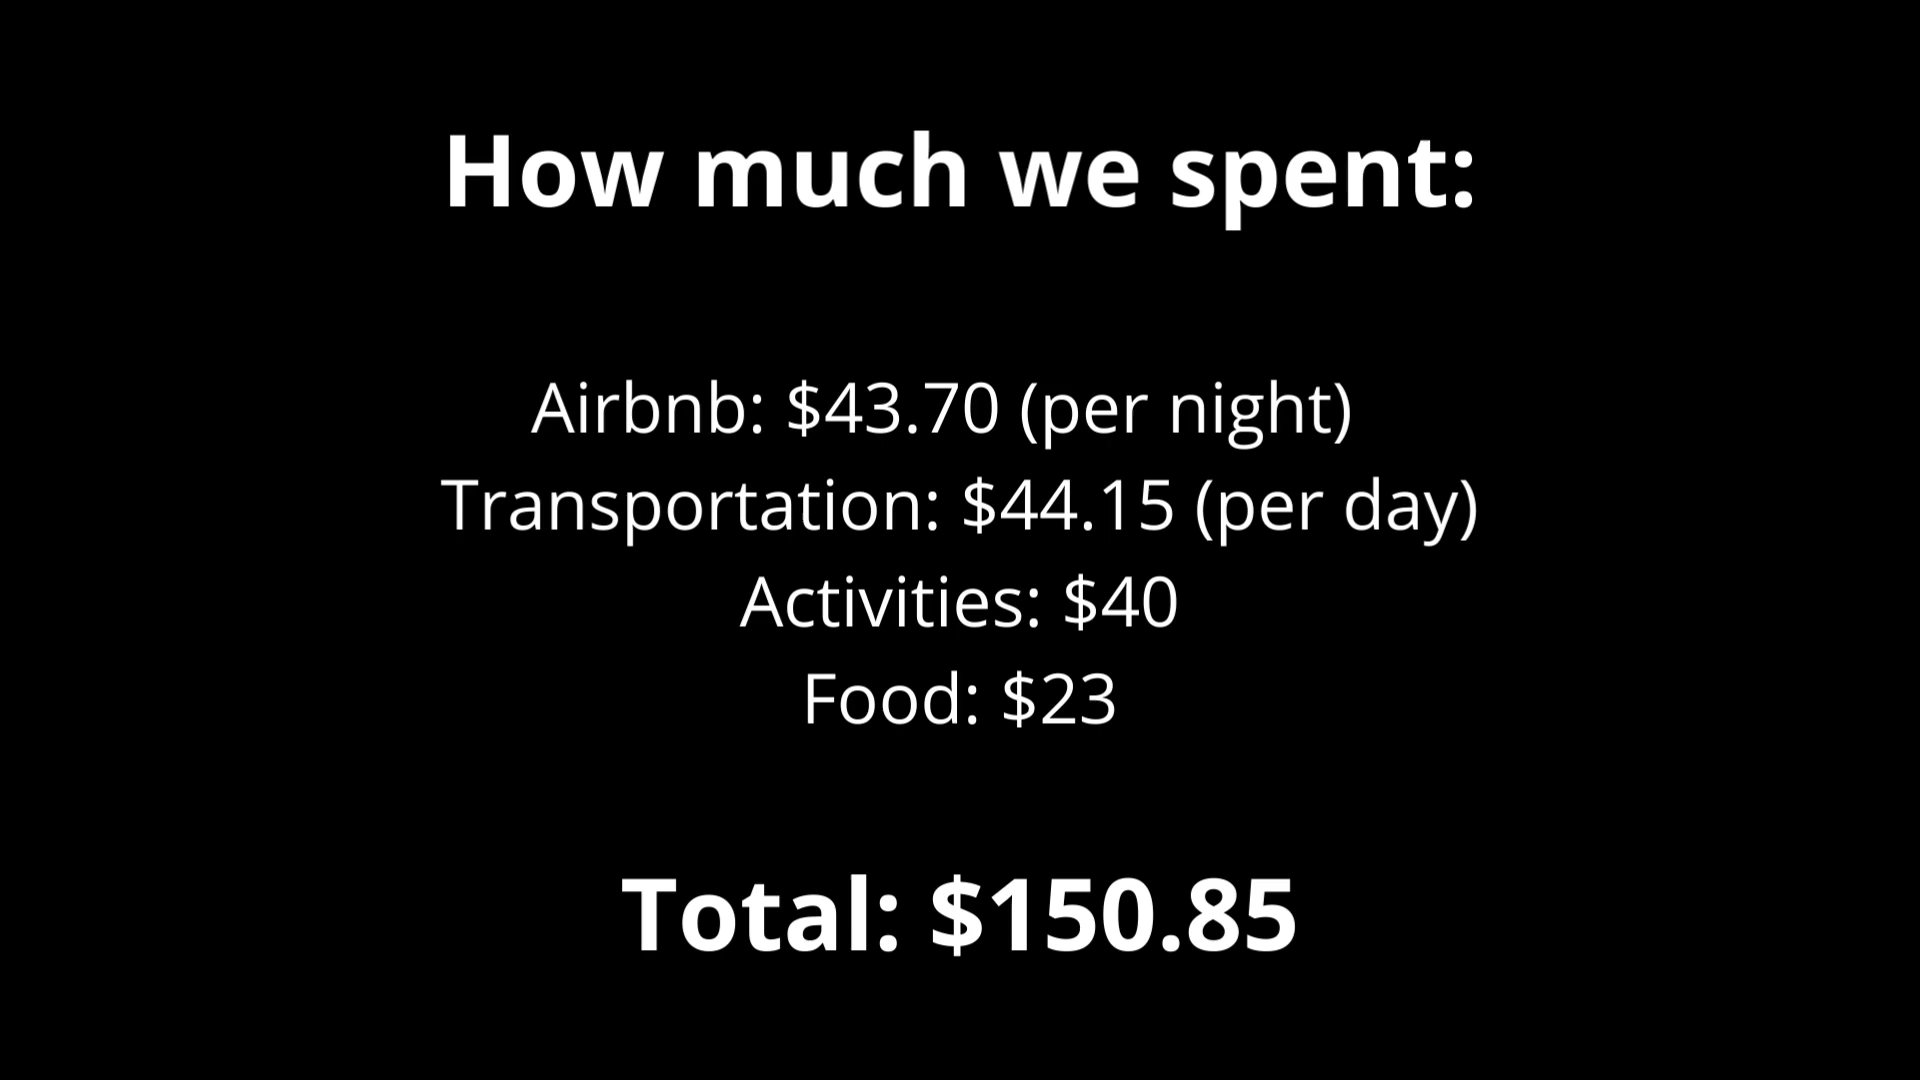 How much we spent:
Airbnb: $43.70 (per night)
Transportation: $44.15 (per day)
Activities: $40
Food: $23
Total: $150.85